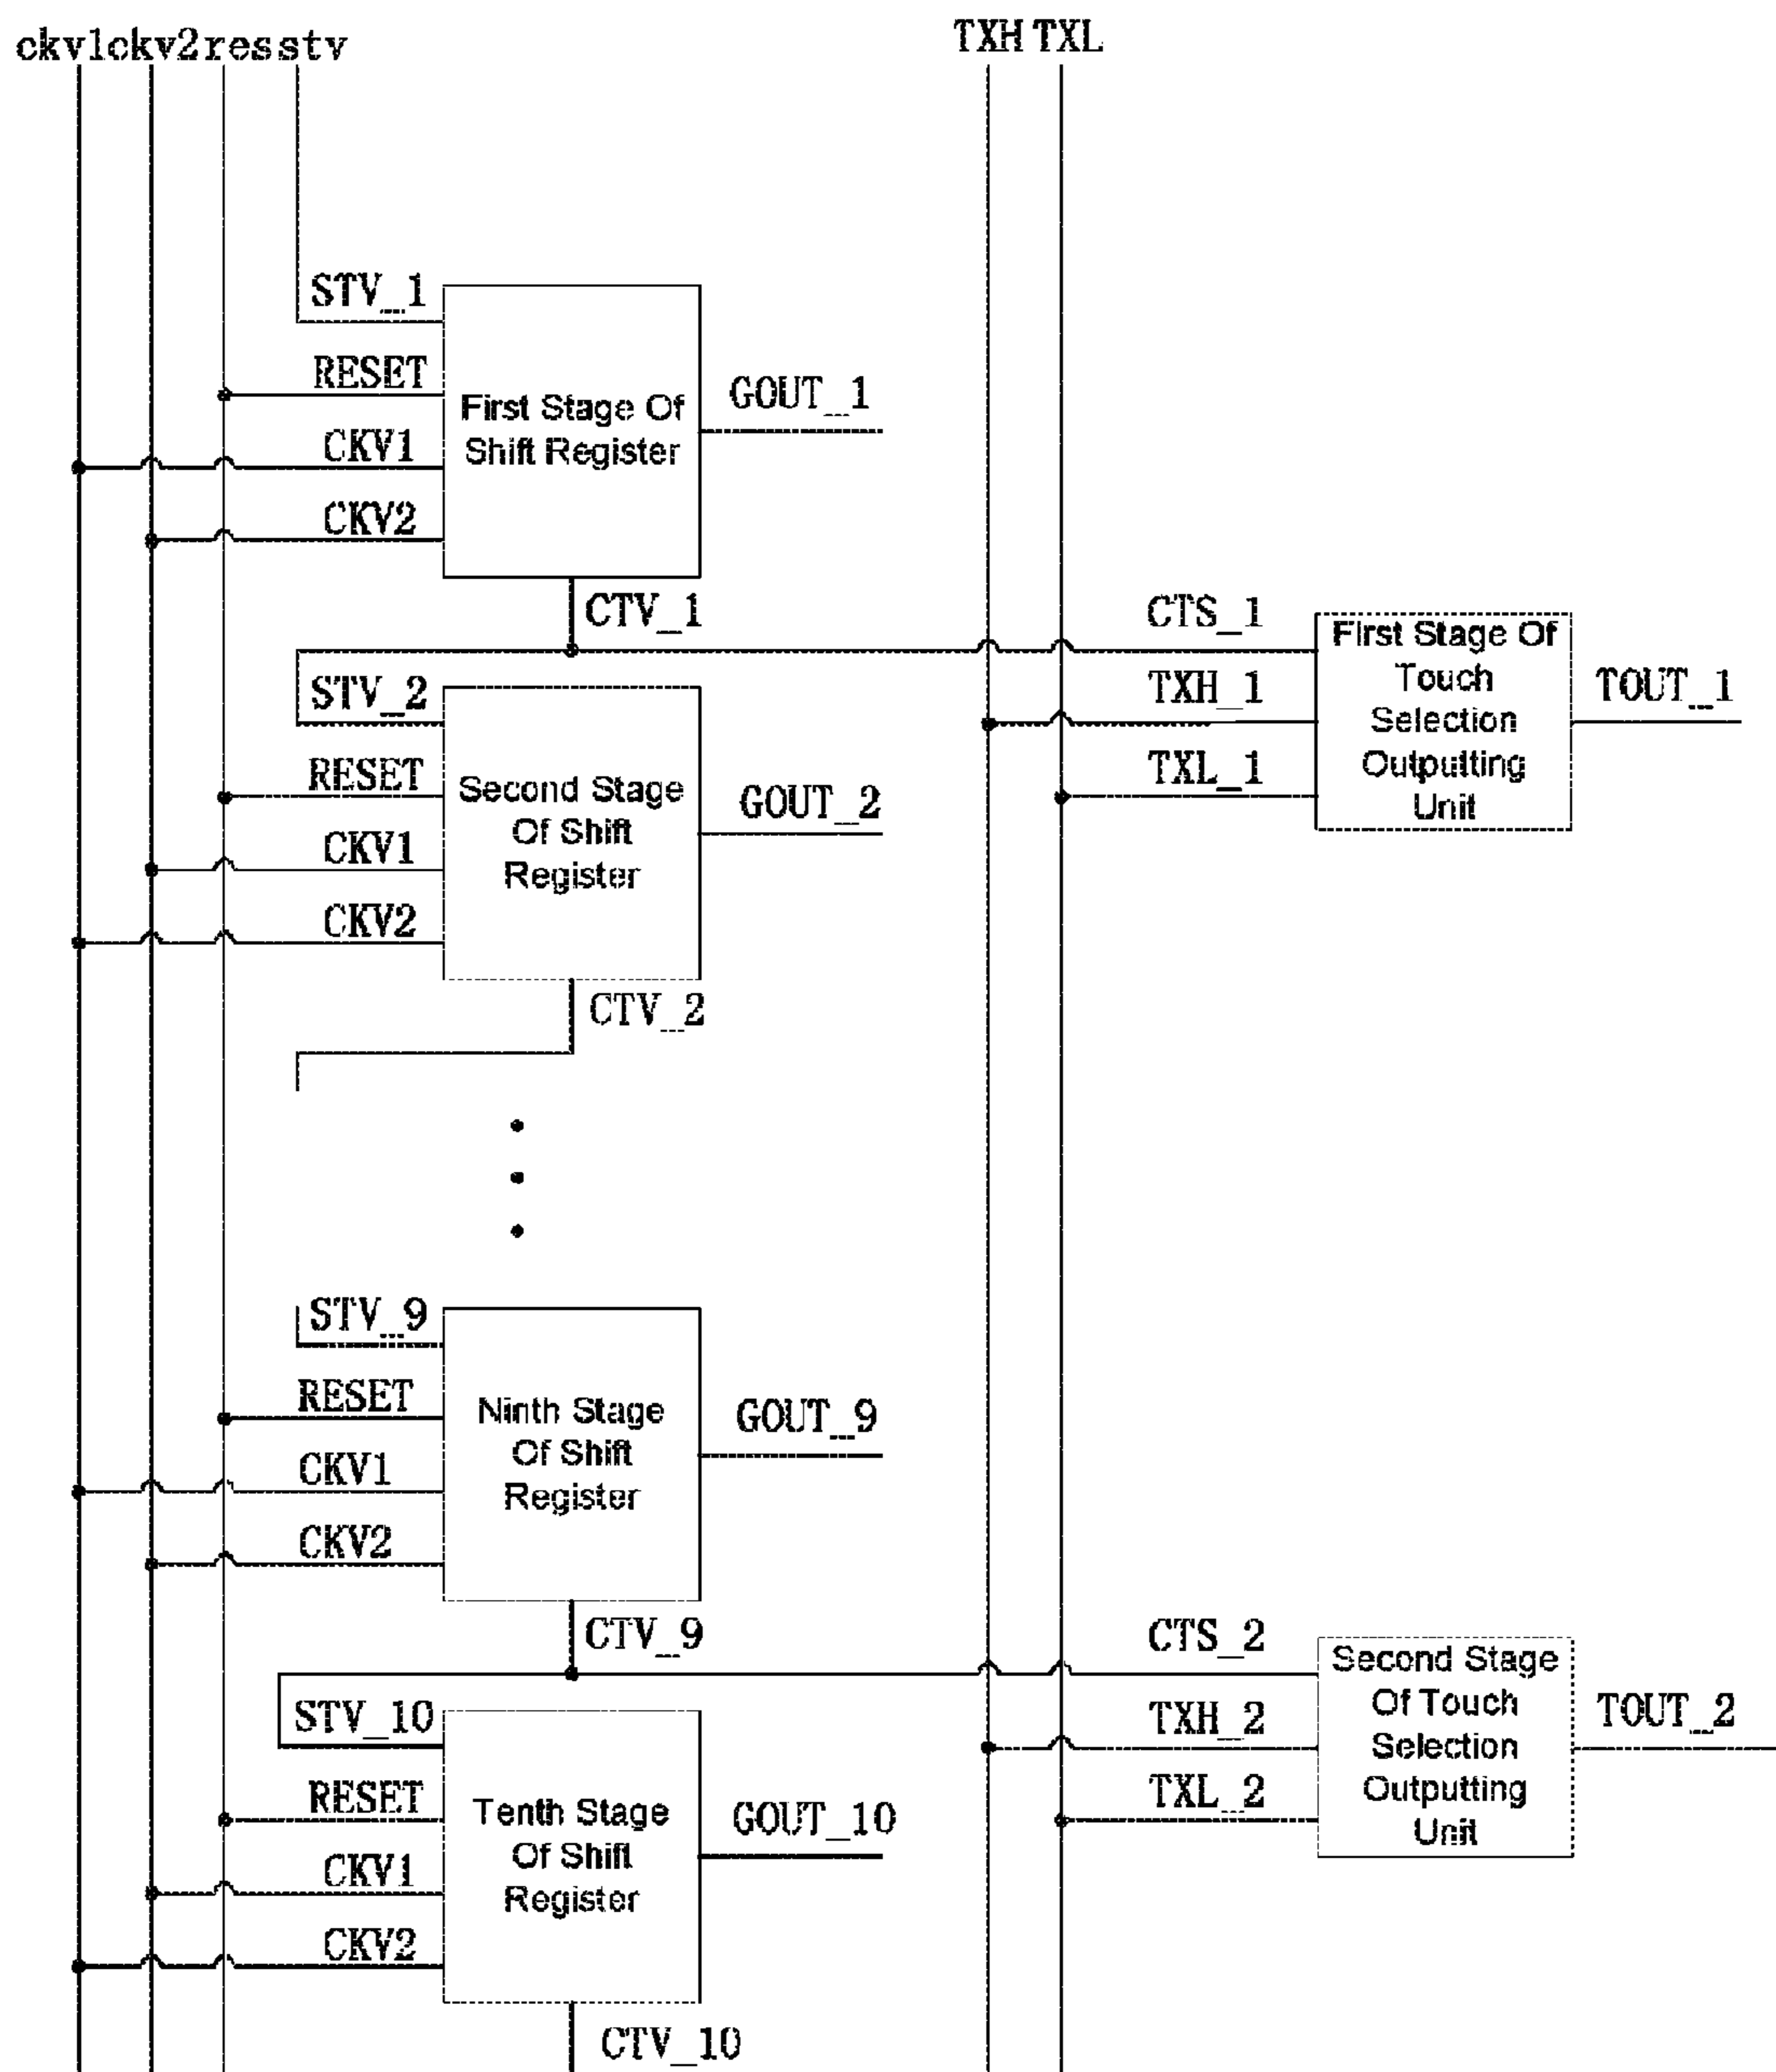 ckv1ckv2resstv
TXH TXL
STV_1
RESET
CKV1
CKV2
First Stage Of
Shift Register
GOUT_1
CTV_1
CTS_1
TXH_1
TXL_1
First Stage Of
Touch
Selection
Outputting
Unit
TOUT_1
STV_2
RESET
CKV1
CKV2
Second Stage
Of Shift
Register
GOUT_2
CTV_2
STV_9
RESET
CKV1
CKV2
Ninth Stage
Of Shift
Register
GOUT_9
CTV_9
CTS_2
TXH_2
TXL_2
Second Stage
Of Touch
Selection
Outputting
Unit
TOUT_2
STV_10
RESET
CKV1
CKV2
Tenth Stage
Of Shift
Register
GOUT_10
CTV_10